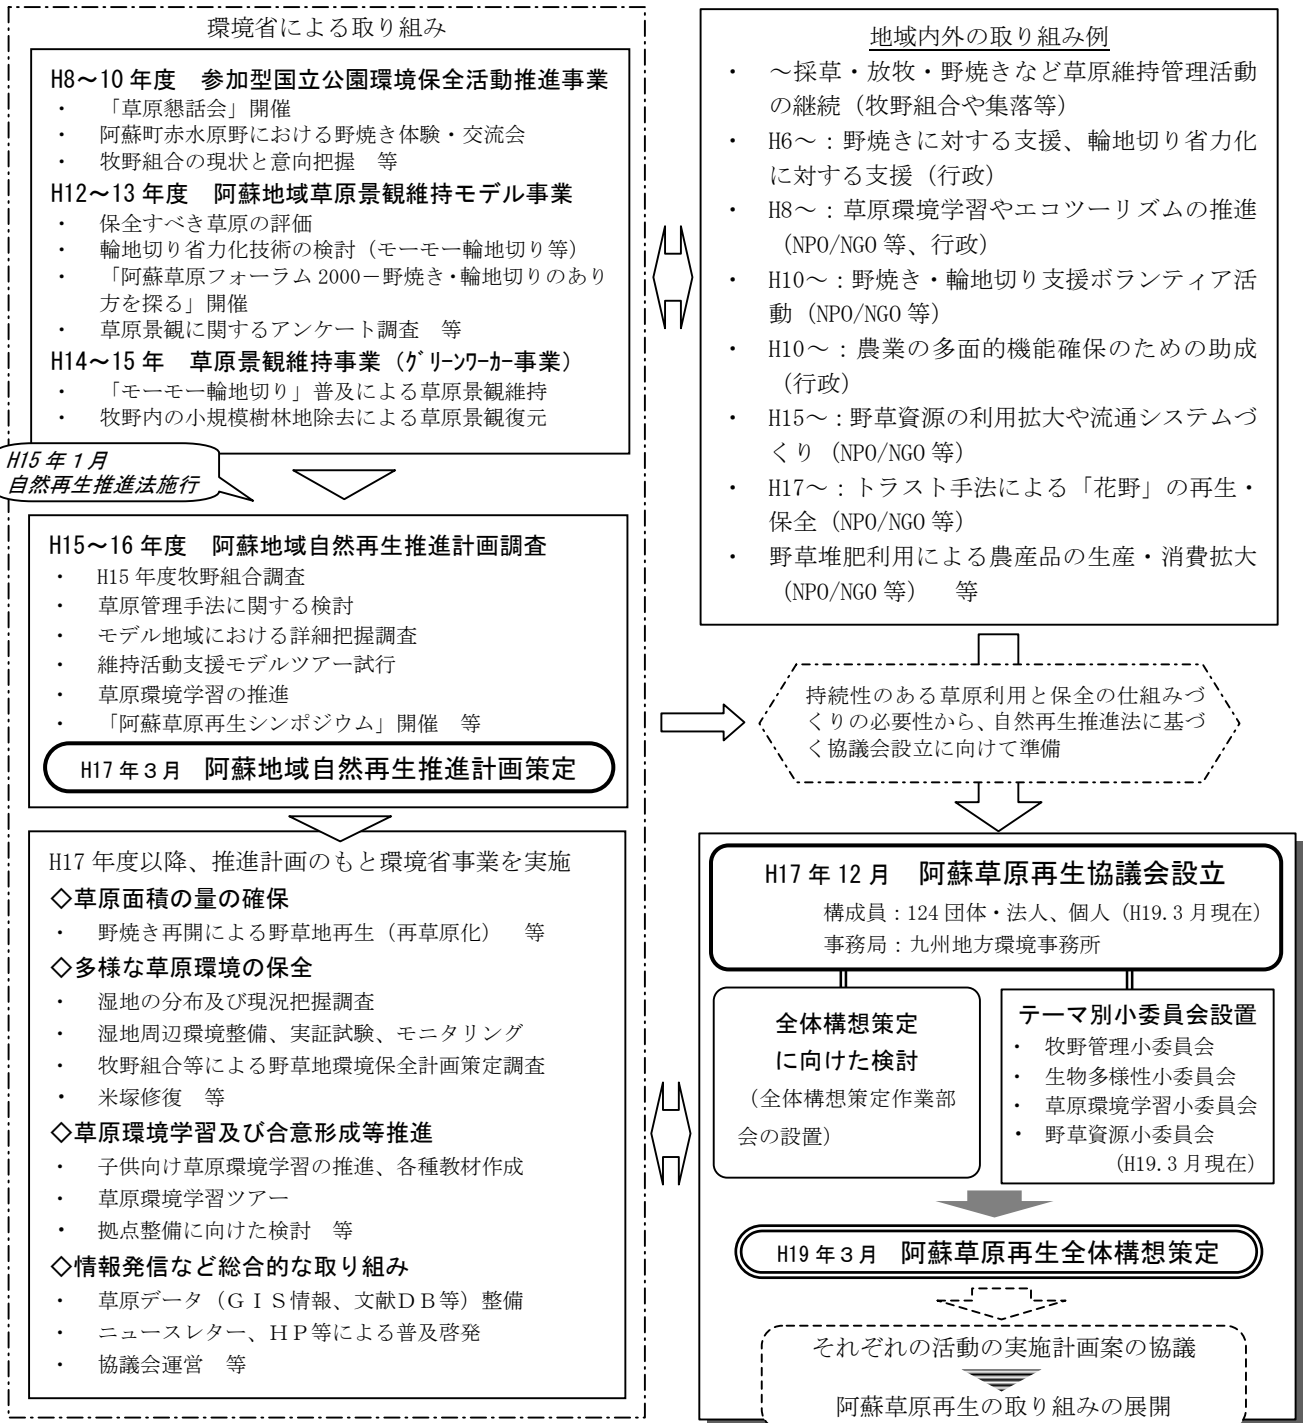 環境省による取り組み
H8～10 年度　参加型国立公園環境保全活動推進事業
・　「草原懇話会」開催
・　阿蘇町赤水原野における野焼き体験・交流会
・　牧野組合の現状と意向把握　等
H12～13 年度　阿蘇地域草原景観維持モデル事業
・　保全すべき草原の評価
・　輪地切り省力化技術の検討（モーモー輪地切り等）
・　「阿蘇草原フォーラム 2000－野焼き・輪地切りのあり
方を探る」開催
・　草原景観に関するアンケート調査　等
H14～15 年　草原景観維持事業（ｸﾞﾘｰﾝﾜｰｶｰ事業）
・　「モーモー輪地切り」普及による草原景観維持
・　牧野内の小規模樹林地除去による草原景観復元
H15 年 1 月
自然再生推進法施行
H15～16 年度　阿蘇地域自然再生推進計画調査
・　H15 年度牧野組合調査
・　草原管理手法に関する検討
・　モデル地域における詳細把握調査
・　維持活動支援モデルツアー試行
・　草原環境学習の推進
・　「阿蘇草原再生シンポジウム」開催　等
H17 年３月　阿蘇地域自然再生推進計画策定
H17 年度以降、推進計画のもと環境省事業を実施
◇草原面積の量の確保
・　野焼き再開による野草地再生（再草原化）　等
◇多様な草原環境の保全
・　湿地の分布及び現況把握調査
・　湿地周辺環境整備、実証試験、モニタリング
・　牧野組合等による野草地環境保全計画策定調査
・　米塚修復　等
◇草原環境学習及び合意形成等推進
・　子供向け草原環境学習の推進、各種教材作成
・　草原環境学習ツアー
・　拠点整備に向けた検討　等
◇情報発信など総合的な取り組み
・　草原データ（ＧＩＳ情報、文献ＤＢ等）整備
・　ニュースレター、ＨＰ等による普及啓発
・　協議会運営　等
地域内外の取り組み例
・　～採草・放牧・野焼きなど草原維持管理活動
の継続（牧野組合や集落等）
・　H6～：野焼きに対する支援、輪地切り省力化
に対する支援（行政）
・　H8～：草原環境学習やエコツーリズムの推進
（NPO/NGO 等、行政）
・　H10～：野焼き・輪地切り支援ボランティア活
動（NPO/NGO 等）
・　H10～：農業の多面的機能確保のための助成
（行政）
・　H15～：野草資源の利用拡大や流通システムづ
くり（NPO/NGO 等）
・　H17～：トラスト手法による「花野」の再生・
保全（NPO/NGO 等）
・　野草堆肥利用による農産品の生産・消費拡大
（NPO/NGO 等）　等
持続性のある草原利用と保全の仕組みづ
くりの必要性から、自然再生推進法に基づ
く協議会設立に向けて準備
H17 年 12 月　阿蘇草原再生協議会設立
構成員：124 団体・法人、個人（H19.3 月現在）
事務局：九州地方環境事務所
全体構想策定
に向けた検討
（全体構想策定作業部
会の設置）
テーマ別小委員会設置
・　牧野管理小委員会
・　生物多様性小委員会
・　草原環境学習小委員会
・　野草資源小委員会
（H19.3 月現在）
H19 年３月　阿蘇草原再生全体構想策定
それぞれの活動の実施計画案の協議
阿蘇草原再生の取り組みの展開